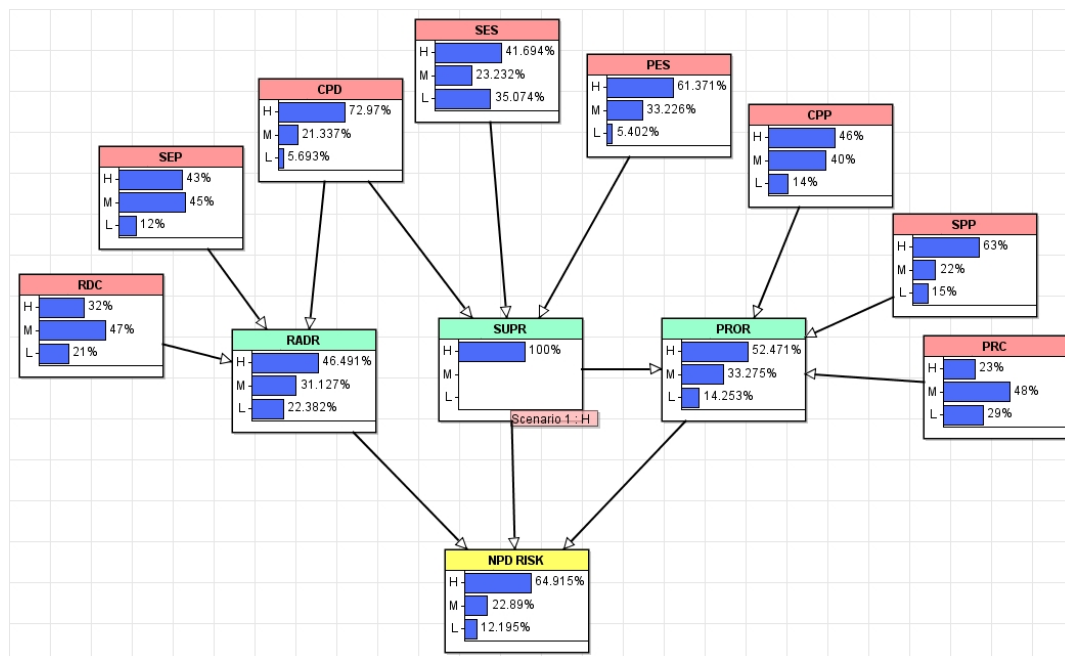 SES
H 41.694%
M 23.232%
L 35.074%
PES
H 61.371%
M 33.226%
L 5.402%
CPD
H 72.97%
M 21.337%
L 5.693%
CPP
H 46%
M 40%
L 14%
SEP
H 43%
M 45%
L 12%
SPP
H 63%
M 22%
L 15%
RDC
H 32%
M 47%
L 21%
RADR
H 46.491%
M 31.127%
L 22.382%
SUPR
H 100%
M
L
Scenario 1 : H
PROR
H 52.471%
M 33.275%
L 14.253%
PRC
H 23%
M 48%
L 29%
NPD RISK
H 64.915%
M 22.89%
L 12.195%